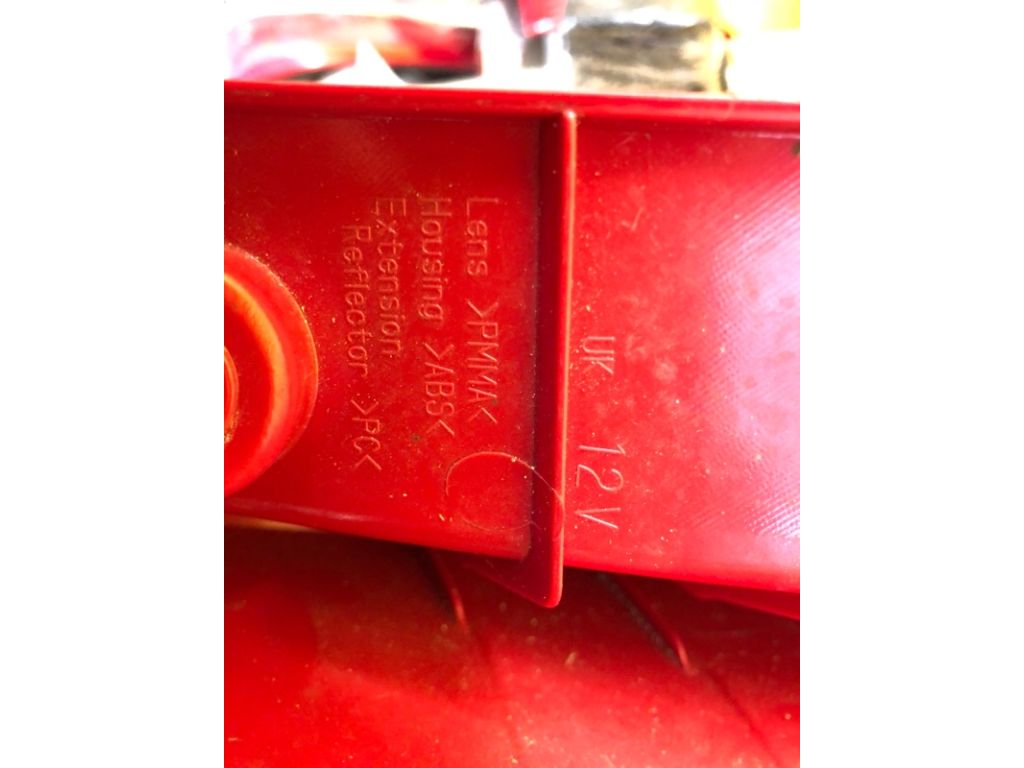 Lens >PMMA<
Housing >ABS<
Extension
Reflector >PC<
UK 12V